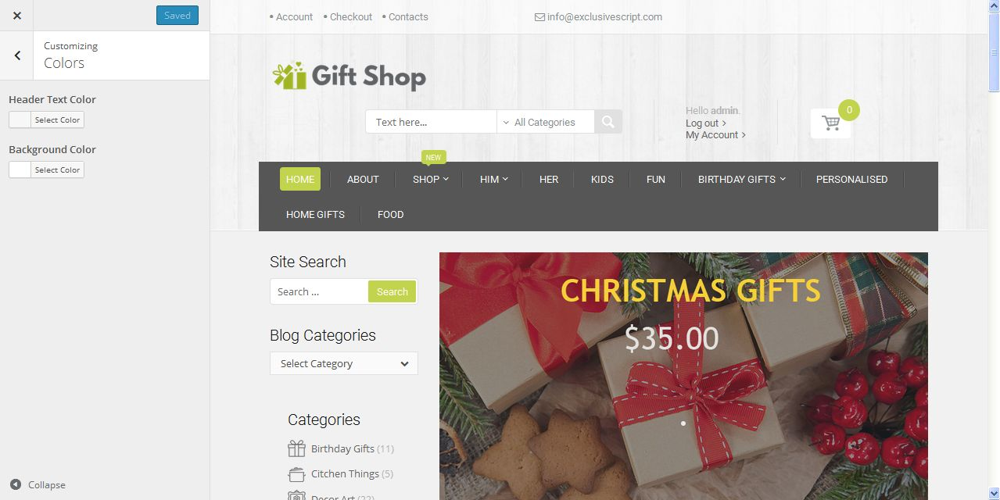 Saved
Customizing
Colors
Header Text Color
Select Color
Background Color
Select Color
Collapse
• Account • Checkout • Contacts
info@exclusivescript.com
Gift Shop
Text here...
All Categories
Hello admin.
Log out
My Account
0
NEW
HOME ABOUT SHOP HIM HER KIDS FUN BIRTHDAY GIFTS PERSONALISED
HOME GIFTS FOOD
Site Search
Search ...
Search
Blog Categories
Select Category
Categories
Birthday Gifts (11)
Citchen Things (5)
Decor Art (22)
CHRISTMAS GIFTS
$35.00